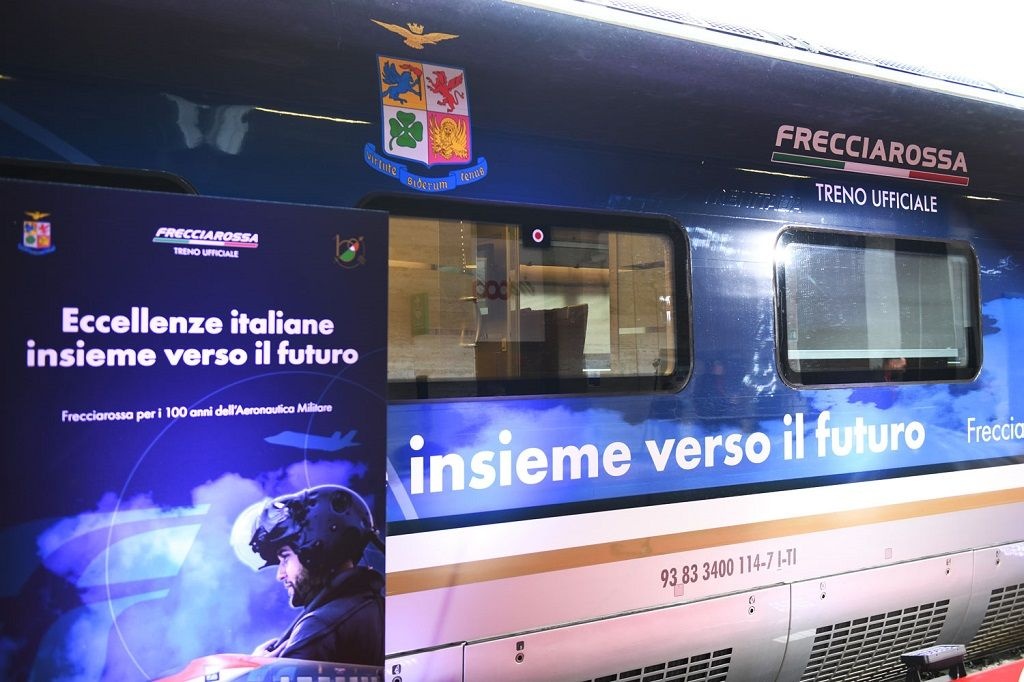 virtute siderum tenus
FRECCIAROSSA
TRENO UFFICIALE
FRECCIAROSSA
TRENO UFFICIALE
Eccellenze italiane
insieme verso il futuro
Frecciarossa per i 100 anni dell'Aeronautica Militare
insieme verso il futuro
Freccia
93 83 3400 114-7 I-TI